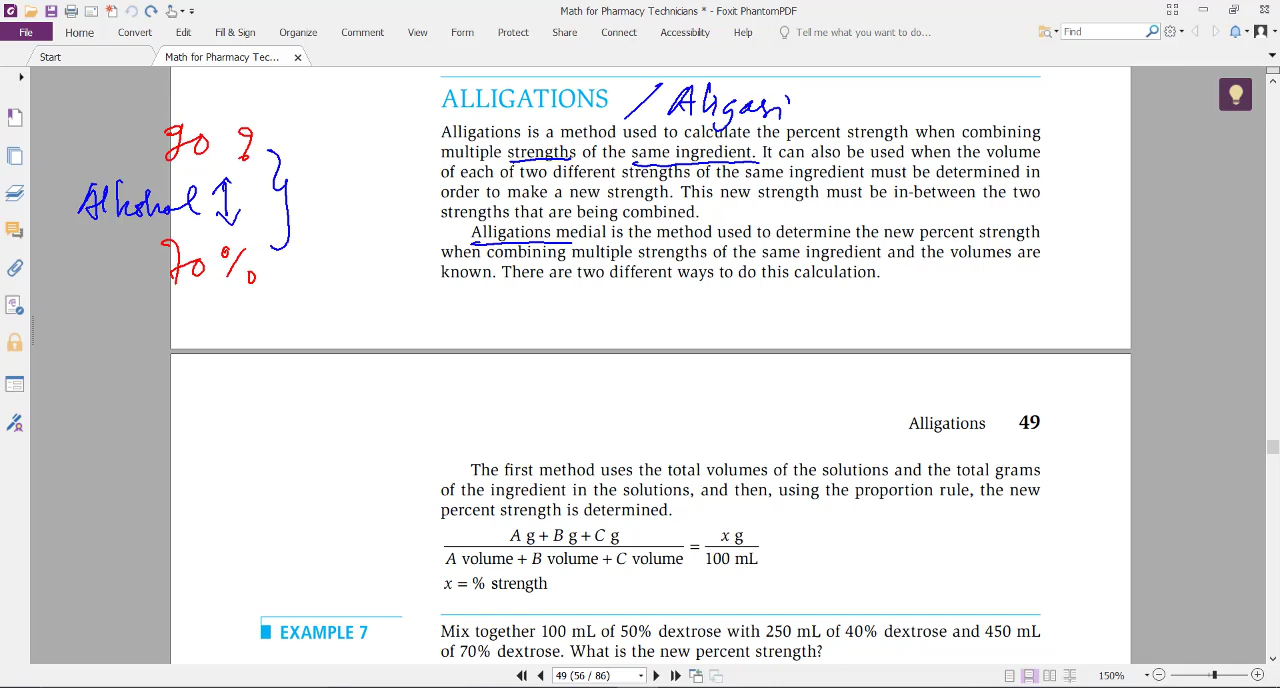 Math for Pharmacy Technicians * - Foxit PhantomPDF
File Home Convert Edit Fill & Sign Organize Comment View Form Protect Share Connect Accessibility Help Tell me what you want to do... Find
Start Math for Pharmacy Tec...
ALLIGATIONS / Aligasi
Alligations is a method used to calculate the percent strength when combining
multiple strengths of the same ingredient. It can also be used when the volume
of each of two different strengths of the same ingredient must be determined in
order to make a new strength. This new strength must be in-between the two
strengths that are being combined.
Alligations medial is the method used to determine the new percent strength
when combining multiple strengths of the same ingredient and the volumes are
known. There are two different ways to do this calculation.
90
Alkohol
70 %
Alligations 49
The first method uses the total volumes of the solutions and the total grams
of the ingredient in the solutions, and then, using the proportion rule, the new
percent strength is determined.
A g + B g + C g / A volume + B volume + C volume = x g / 100 mL
x = % strength
EXAMPLE 7
Mix together 100 mL of 50% dextrose with 250 mL of 40% dextrose and 450 mL
of 70% dextrose. What is the new percent strength?
49 (56 / 86) 150%